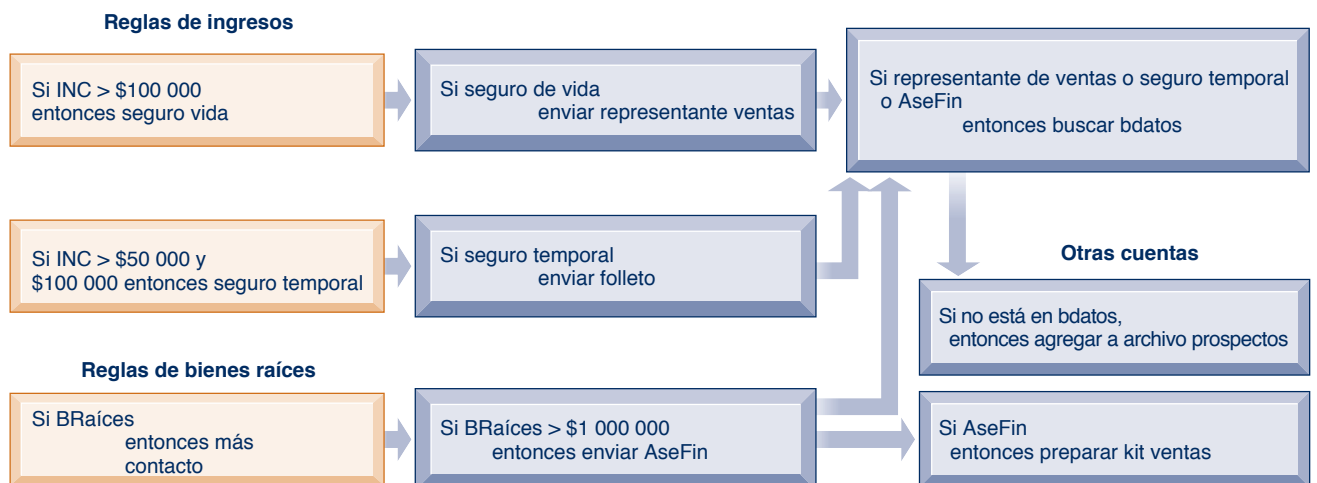 Reglas de ingresos
Si INC > $100 000
entonces seguro vida
Si seguro de vida
enviar representante ventas
Si representante de ventas o seguro temporal
o AseFin
entonces buscar bdatos
Si INC > $50 000 y
$100 000 entonces seguro temporal
Si seguro temporal
enviar folleto
Otras cuentas
Si no está en bdatos,
entonces agregar a archivo prospectos
Reglas de bienes raíces
Si BRaíces
entonces más
contacto
Si BRaíces > $1 000 000
entonces enviar AseFin
Si AseFin
entonces preparar kit ventas